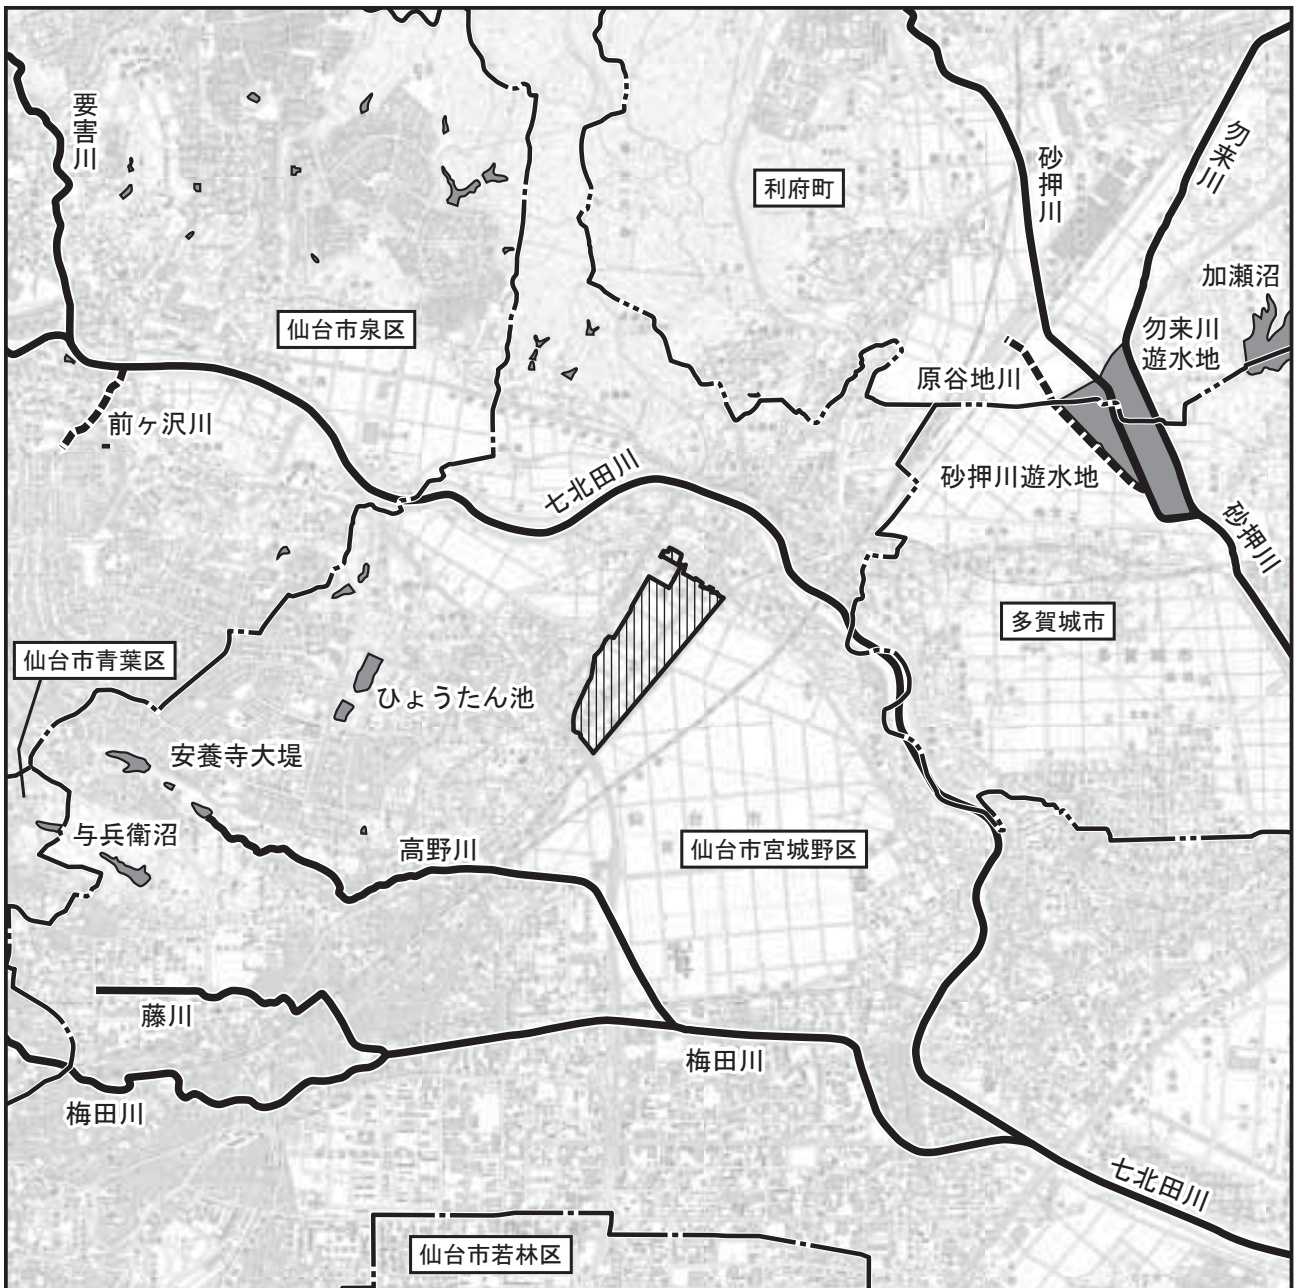 要害川
砂押川
勿来川
利府町
加瀬沼
仙台市泉区
勿来川
遊水地
原谷地川
前ヶ沢川
七北田川
砂押川遊水地
砂押川
多賀城市
仙台市青葉区
ひょうたん池
安養寺大堤
与兵衛沼
高野川
仙台市宮城野区
藤川
梅田川
梅田川
七北田川
仙台市若林区